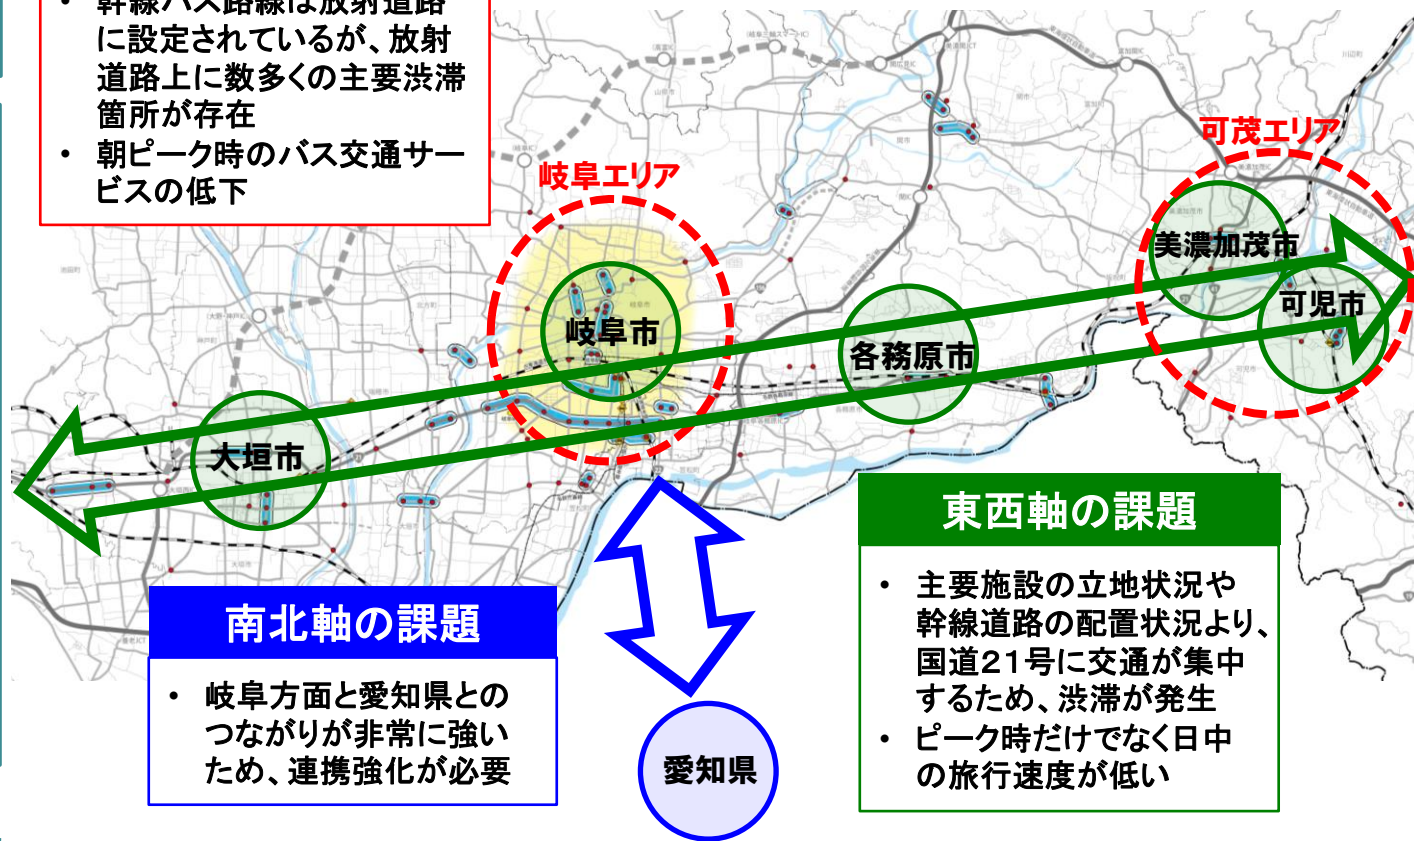 ・ 幹線バス路線は放射道路
に設定されているが、放射
道路上に数多くの主要渋滞
箇所が存在
・ 朝ピーク時のバス交通サー
ビスの低下
岐阜エリア
可茂エリア
美濃加茂市
可児市
岐阜市
各務原市
大垣市
東西軸の課題
・ 主要施設の立地状況や
幹線道路の配置状況より、
国道21号に交通が集中
するため、渋滞が発生
・ ピーク時だけでなく日中
の旅行速度が低い
南北軸の課題
・ 岐阜方面と愛知県との
つながりが非常に強い
ため、連携強化が必要
愛知県